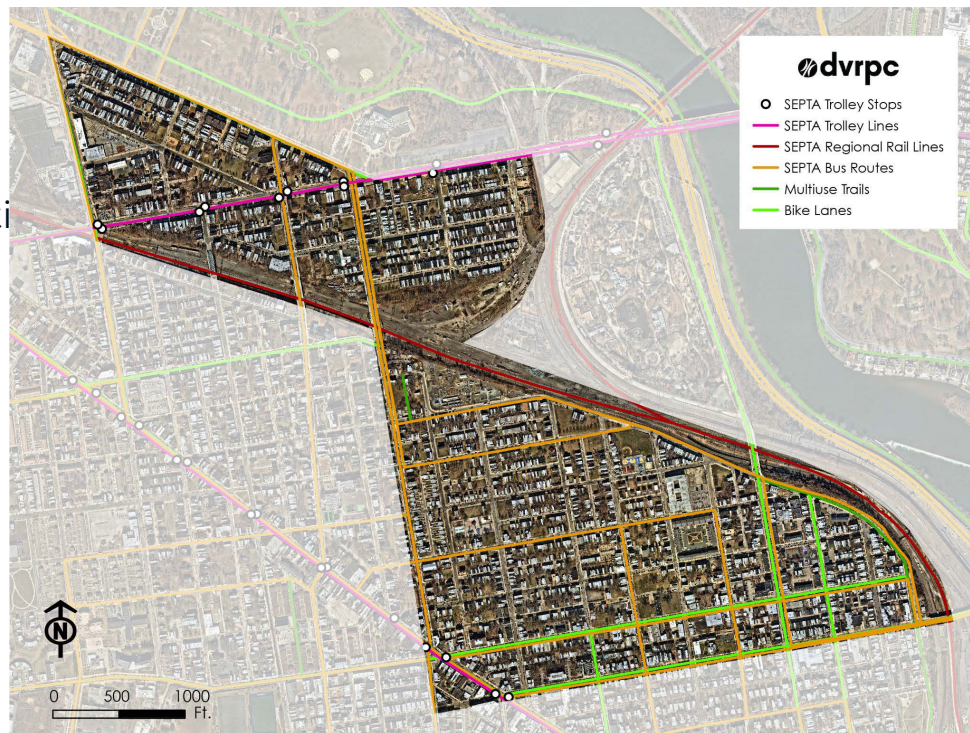 dvrpc
SEPTA Trolley Stops
SEPTA Trolley Lines
SEPTA Regional Rail Lines
SEPTA Bus Routes
Multiuse Trails
Bike Lanes
N
0 500 1000
Ft.